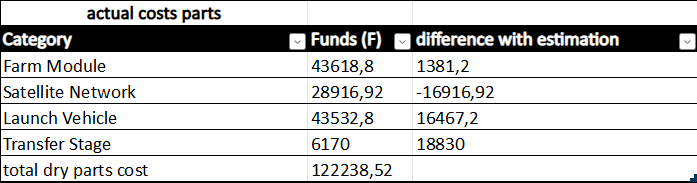 actual costs parts
Category Funds (F) difference with estimation
Farm Module 43618,8 1381,2
Satellite Network 28916,92 -16916,92
Launch Vehicle 43532,8 16467,2
Transfer Stage 6170 18830
total dry parts cost 122238,52